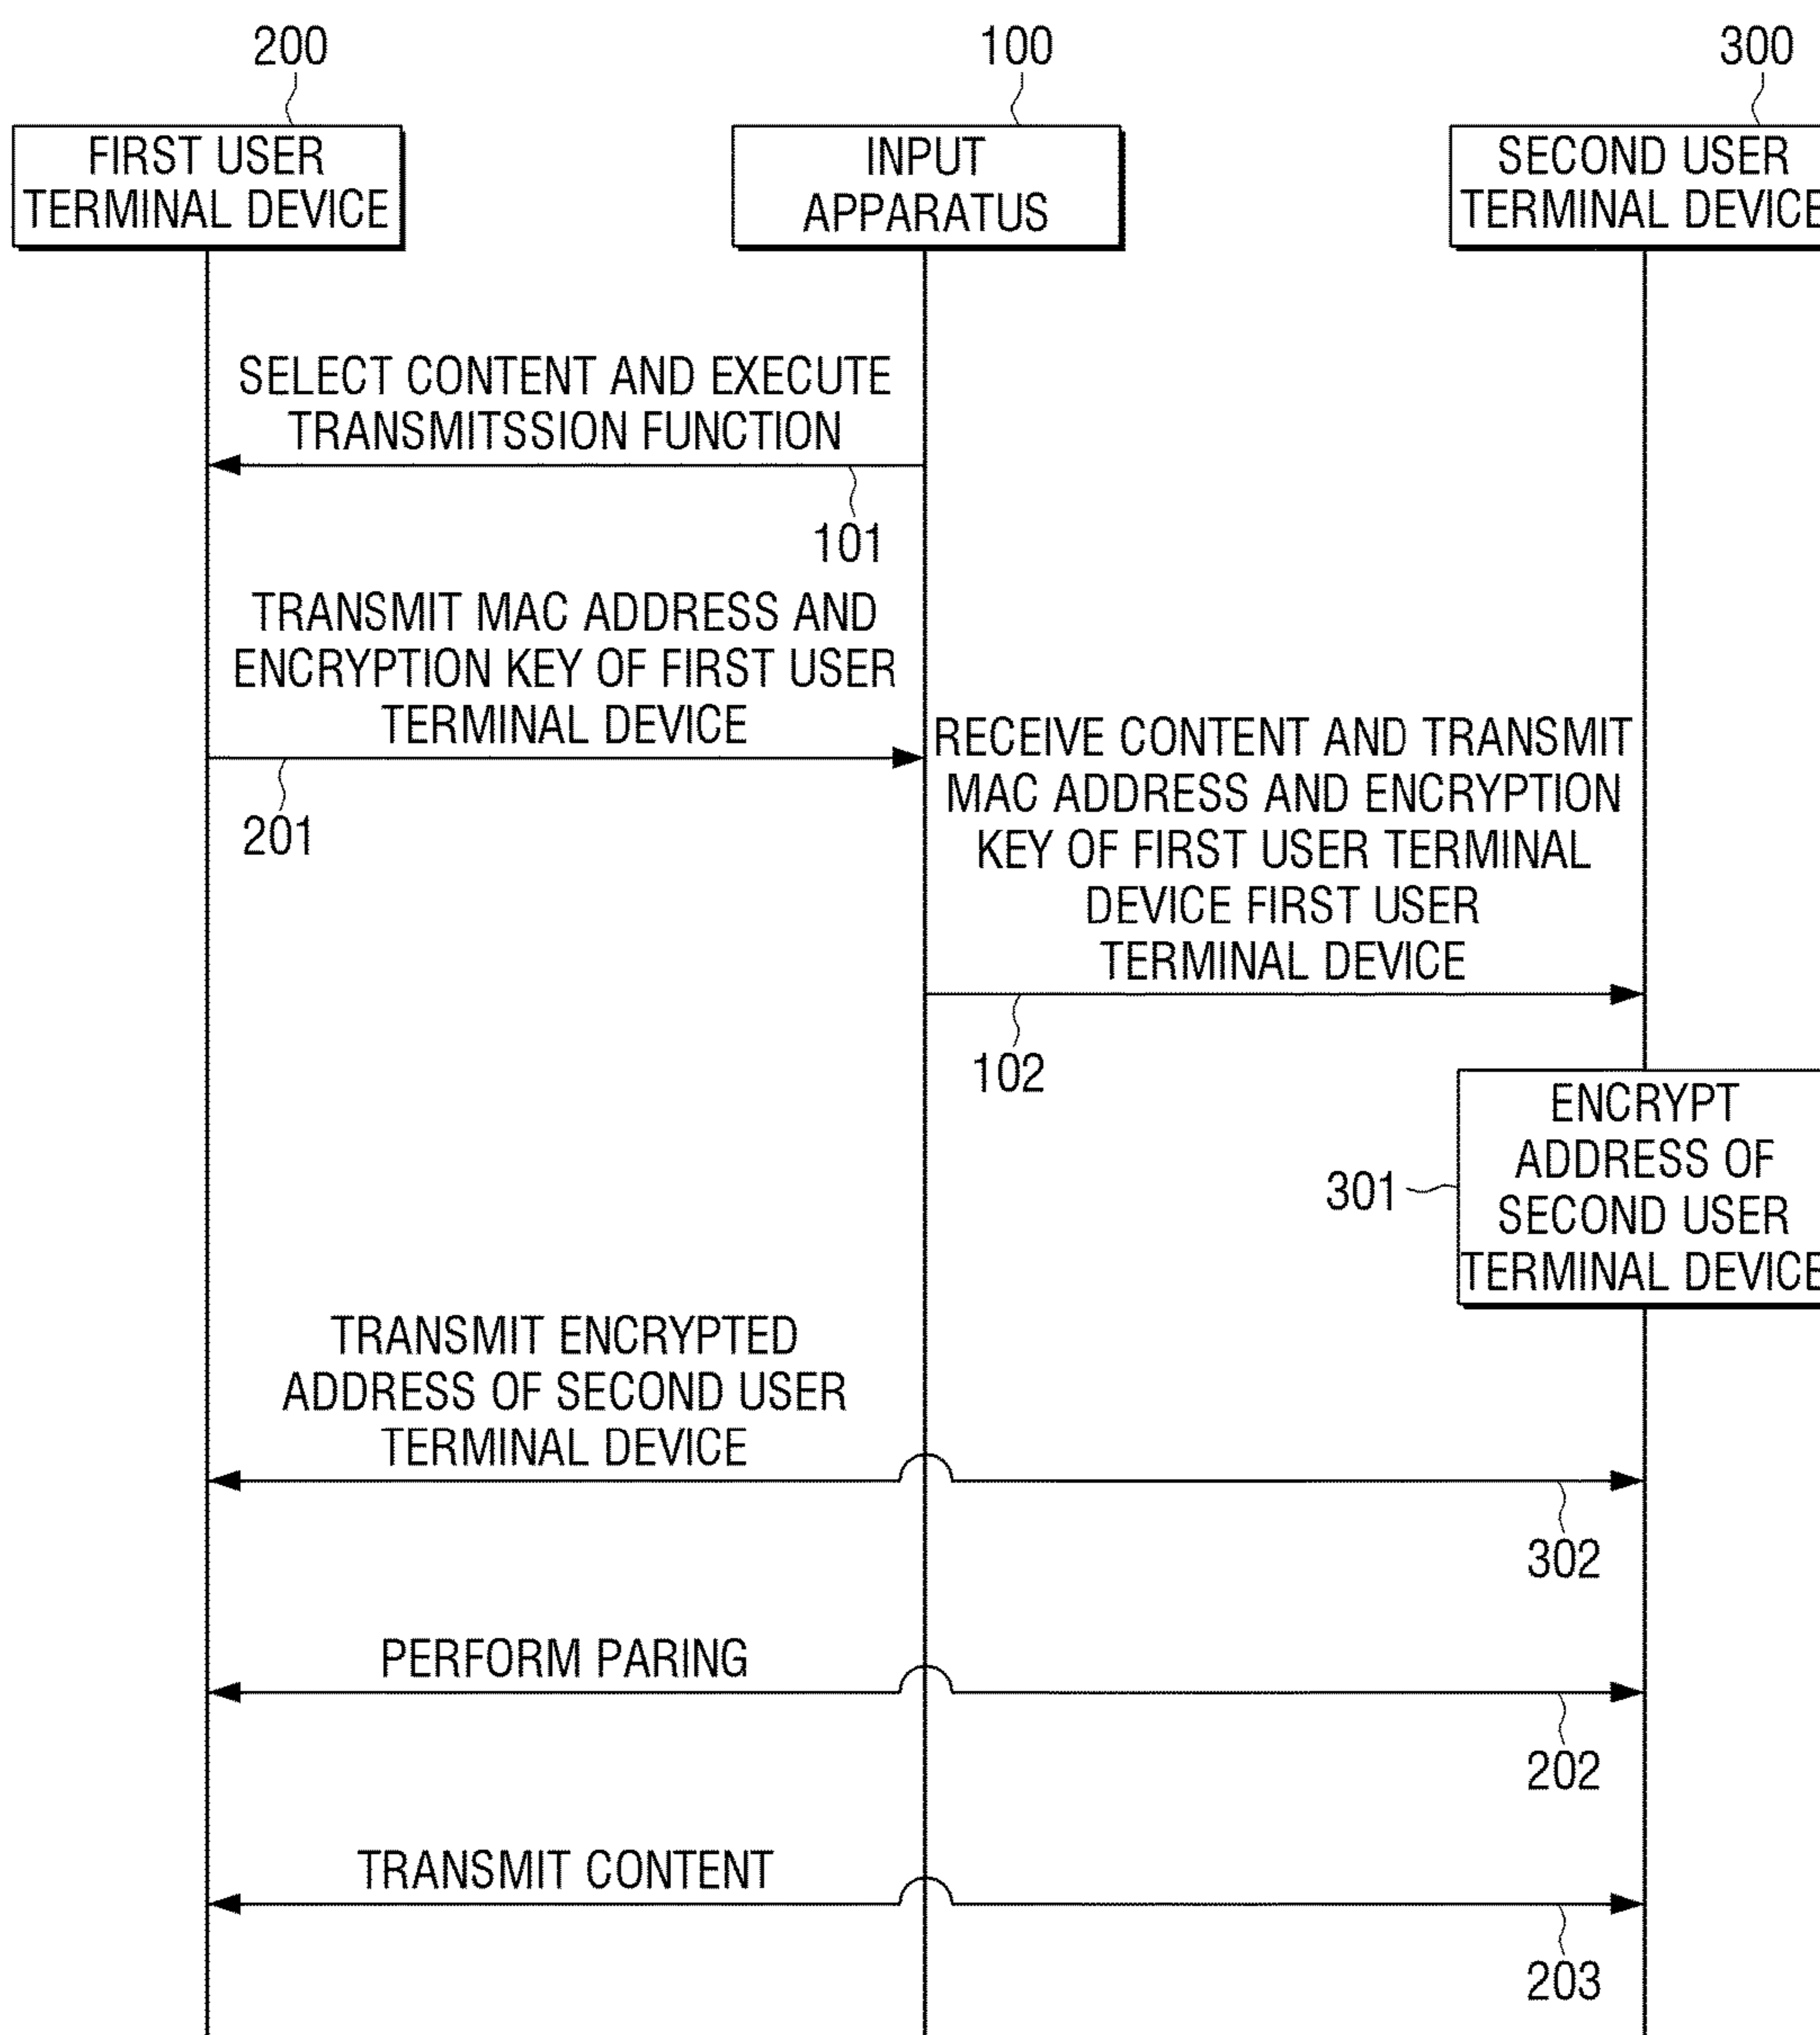 200
100
300
FIRST USER
TERMINAL DEVICE
INPUT
APPARATUS
SECOND USER
TERMINAL DEVICE
SELECT CONTENT AND EXECUTE
TRANSMITSSION FUNCTION
101
TRANSMIT MAC ADDRESS AND
ENCRYPTION KEY OF FIRST USER
TERMINAL DEVICE
201
RECEIVE CONTENT AND TRANSMIT
MAC ADDRESS AND ENCRYPTION
KEY OF FIRST USER TERMINAL
DEVICE FIRST USER
TERMINAL DEVICE
102
ENCRYPT
ADDRESS OF
SECOND USER
TERMINAL DEVICE
301
TRANSMIT ENCRYPTED
ADDRESS OF SECOND USER
TERMINAL DEVICE
302
PERFORM PARING
202
TRANSMIT CONTENT
203